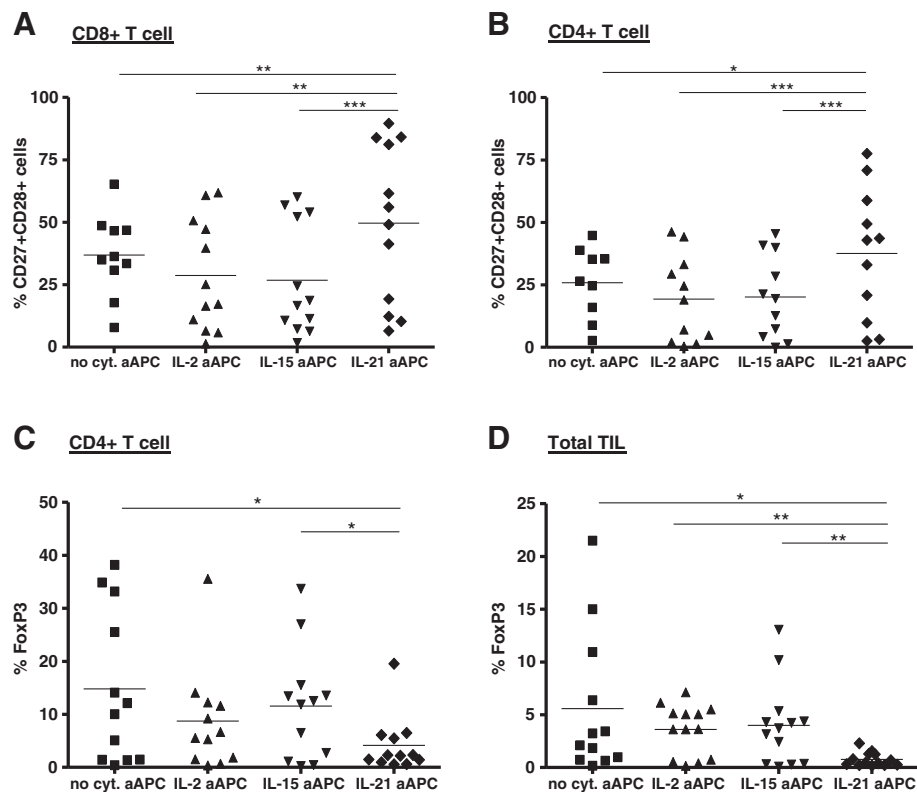 A CD8+ T cell
**
**
***
% CD27+CD28+ cells
100
75
50
25
0
no cyt. aAPC IL-2 aAPC IL-15 aAPC IL-21 aAPC
B CD4+ T cell
*
***
***
% CD27+CD28+ cells
100
75
50
25
0
no cyt. aAPC IL-2 aAPC IL-15 aAPC IL-21 aAPC
C CD4+ T cell
*
*
% FoxP3
50
40
30
20
10
0
no cyt. aAPC IL-2 aAPC IL-15 aAPC IL-21 aAPC
D Total TIL
*
**
**
% FoxP3
25
20
15
10
5
0
no cyt. aAPC IL-2 aAPC IL-15 aAPC IL-21 aAPC